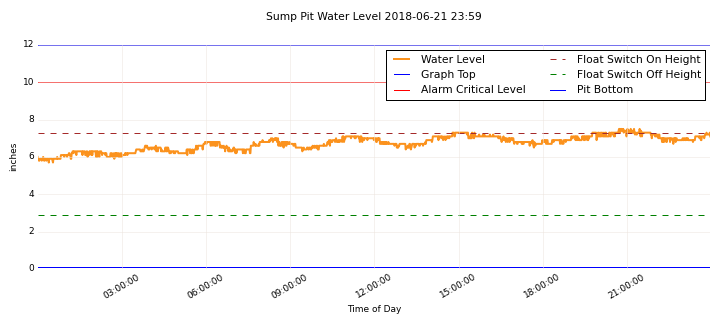 Sump Pit Water Level 2018-06-21 23:59
12
10
8
6
4
2
0
inches
Water Level
Graph Top
Alarm Critical Level
Float Switch On Height
Float Switch Off Height
Pit Bottom
03:00:00
06:00:00
09:00:00
12:00:00
15:00:00
18:00:00
21:00:00
Time of Day